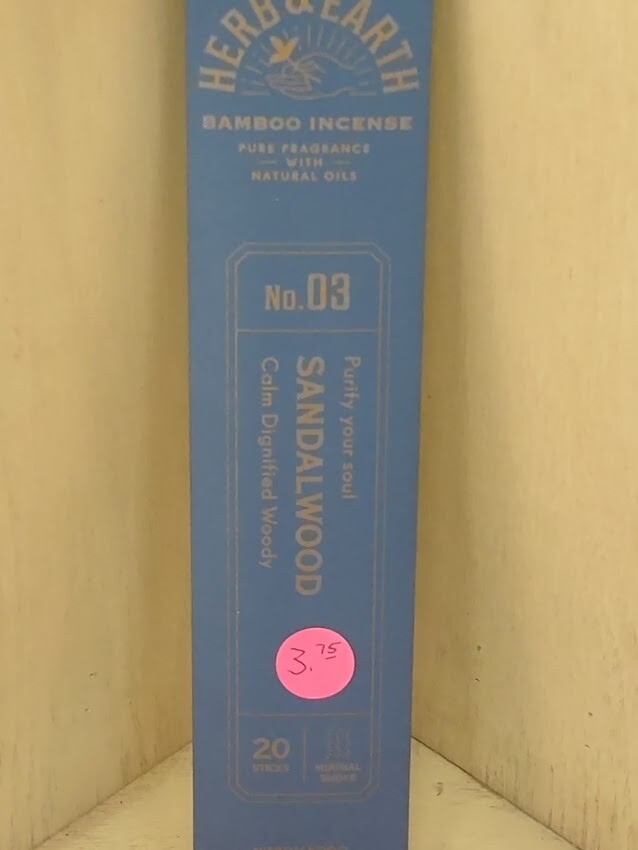 HERB & EARTH
BAMBOO INCENSE
PURE FRAGRANCE
WITH
NATURAL OILS
No.03
Purify your soul
SANDALWOOD
Calm Dignified Woody
3.75
20
STICKS
MINIMAL
SMOKE